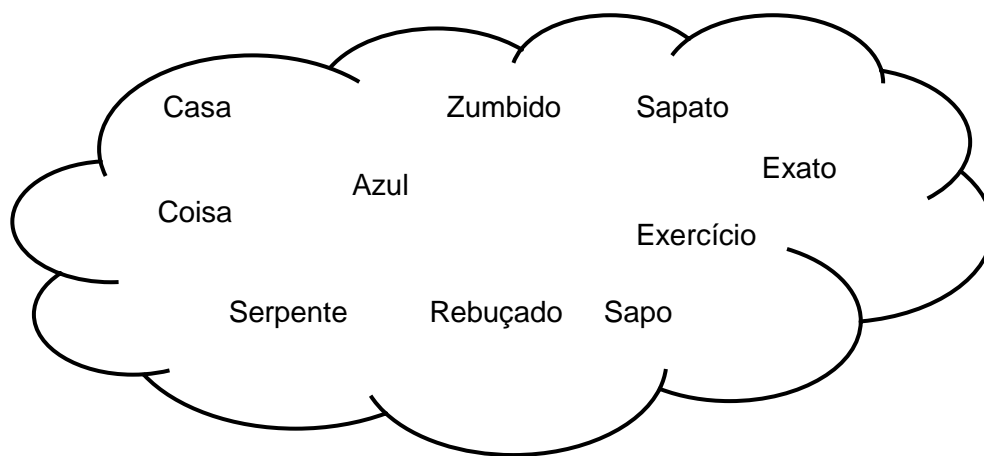 Casa
Zumbido
Sapato
Exato
Azul
Coisa
Exercício
Serpente
Rebuçado
Sapo